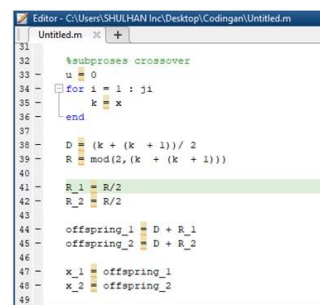 Editor - C:\Users\SHULHAN Inc\Desktop\Codingan\Untitled.m
Untitled.m × +
31
32 %subproses crossover
33 - u = 0
34 - for i = 1 : ji
35 - k = x
36 - end
37
38 - D = (k + (k + 1))/ 2
39 - R = mod(2,(k + (k + 1)))
40
41 - R_1 = R/2
42 - R_2 = R/2
43
44 - offspring_1 = D + R_1
45 - offspring_2 = D + R_2
46
47 - x_1 = offspring_1
48 - x_2 = offspring_2
49